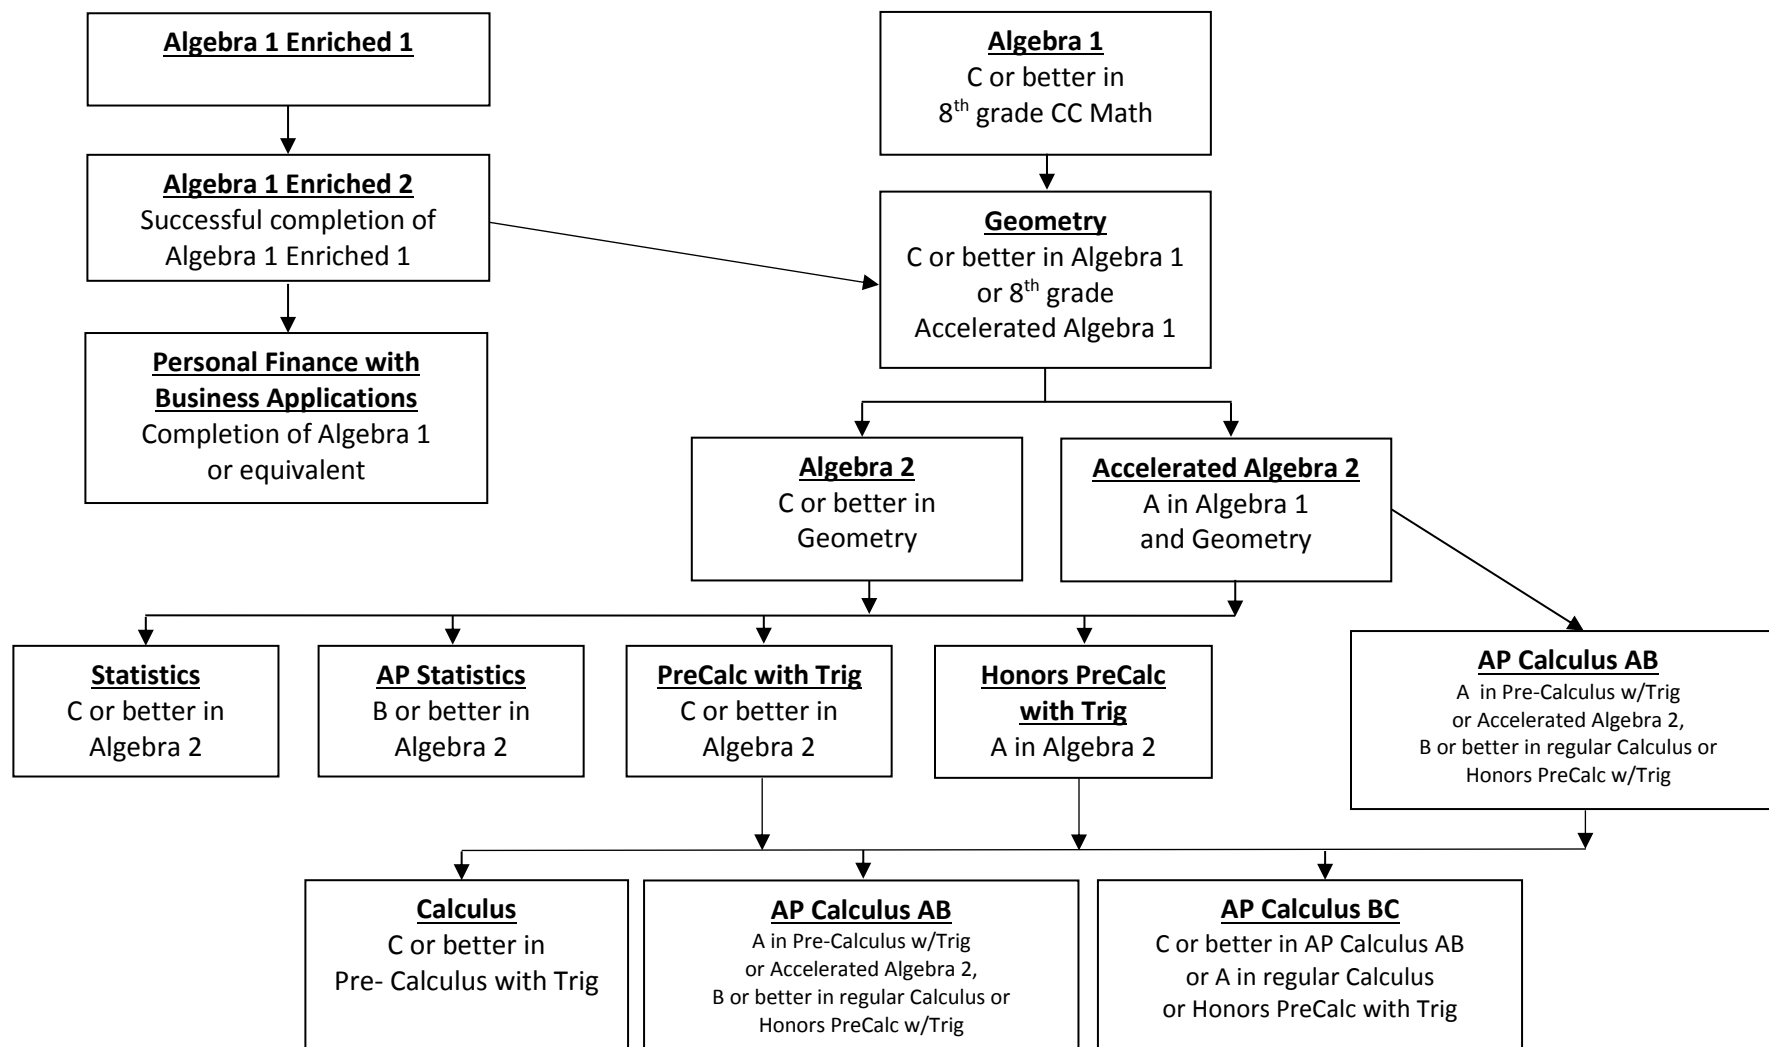 Algebra 1 Enriched 1
Algebra 1
C or better in
8th grade CC Math
Algebra 1 Enriched 2
Successful completion of
Algebra 1 Enriched 1
Geometry
C or better in Algebra 1
or 8th grade
Accelerated Algebra 1
Personal Finance with
Business Applications
Completion of Algebra 1
or equivalent
Algebra 2
C or better in
Geometry
Accelerated Algebra 2
A in Algebra 1
and Geometry
Statistics
C or better in
Algebra 2
AP Statistics
B or better in
Algebra 2
PreCalc with Trig
C or better in
Algebra 2
Honors PreCalc
with Trig
A in Algebra 2
AP Calculus AB
A  in Pre-Calculus w/Trig
or Accelerated Algebra 2,
B or better in regular Calculus or
Honors PreCalc w/Trig
Calculus
C or better in
Pre- Calculus with Trig
AP Calculus AB
A in Pre-Calculus w/Trig
or Accelerated Algebra 2,
B or better in regular Calculus or
Honors PreCalc w/Trig
AP Calculus BC
C or better in AP Calculus AB
or A in regular Calculus
or Honors PreCalc with Trig